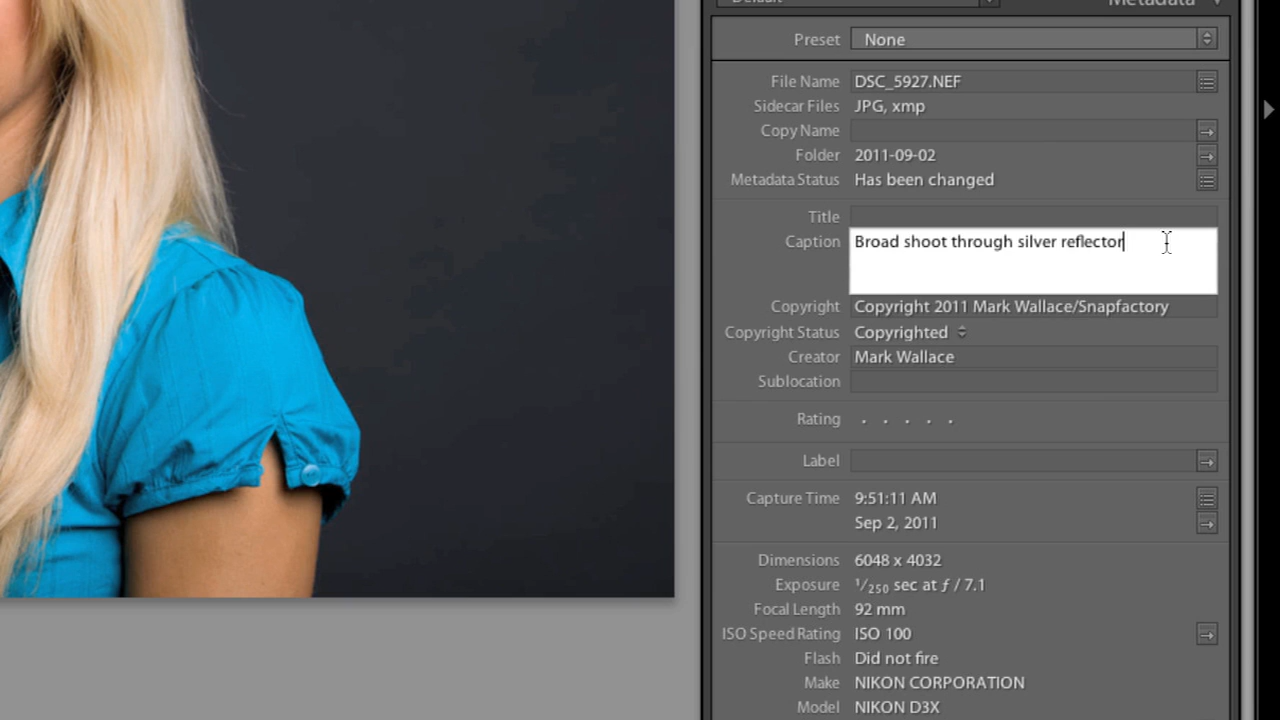 Default Metadata
Preset None
File Name DSC_5927.NEF
Sidecar Files JPG, xmp
Copy Name
Folder 2011-09-02
Metadata Status Has been changed
Title
Caption Broad shoot through silver reflector
Copyright Copyright 2011 Mark Wallace/Snapfactory
Copyright Status Copyrighted
Creator Mark Wallace
Sublocation
Rating . . . . .
Label
Capture Time 9:51:11 AM
Sep 2, 2011
Dimensions 6048 x 4032
Exposure 1/250 sec at ƒ / 7.1
Focal Length 92 mm
ISO Speed Rating ISO 100
Flash Did not fire
Make NIKON CORPORATION
Model NIKON D3X